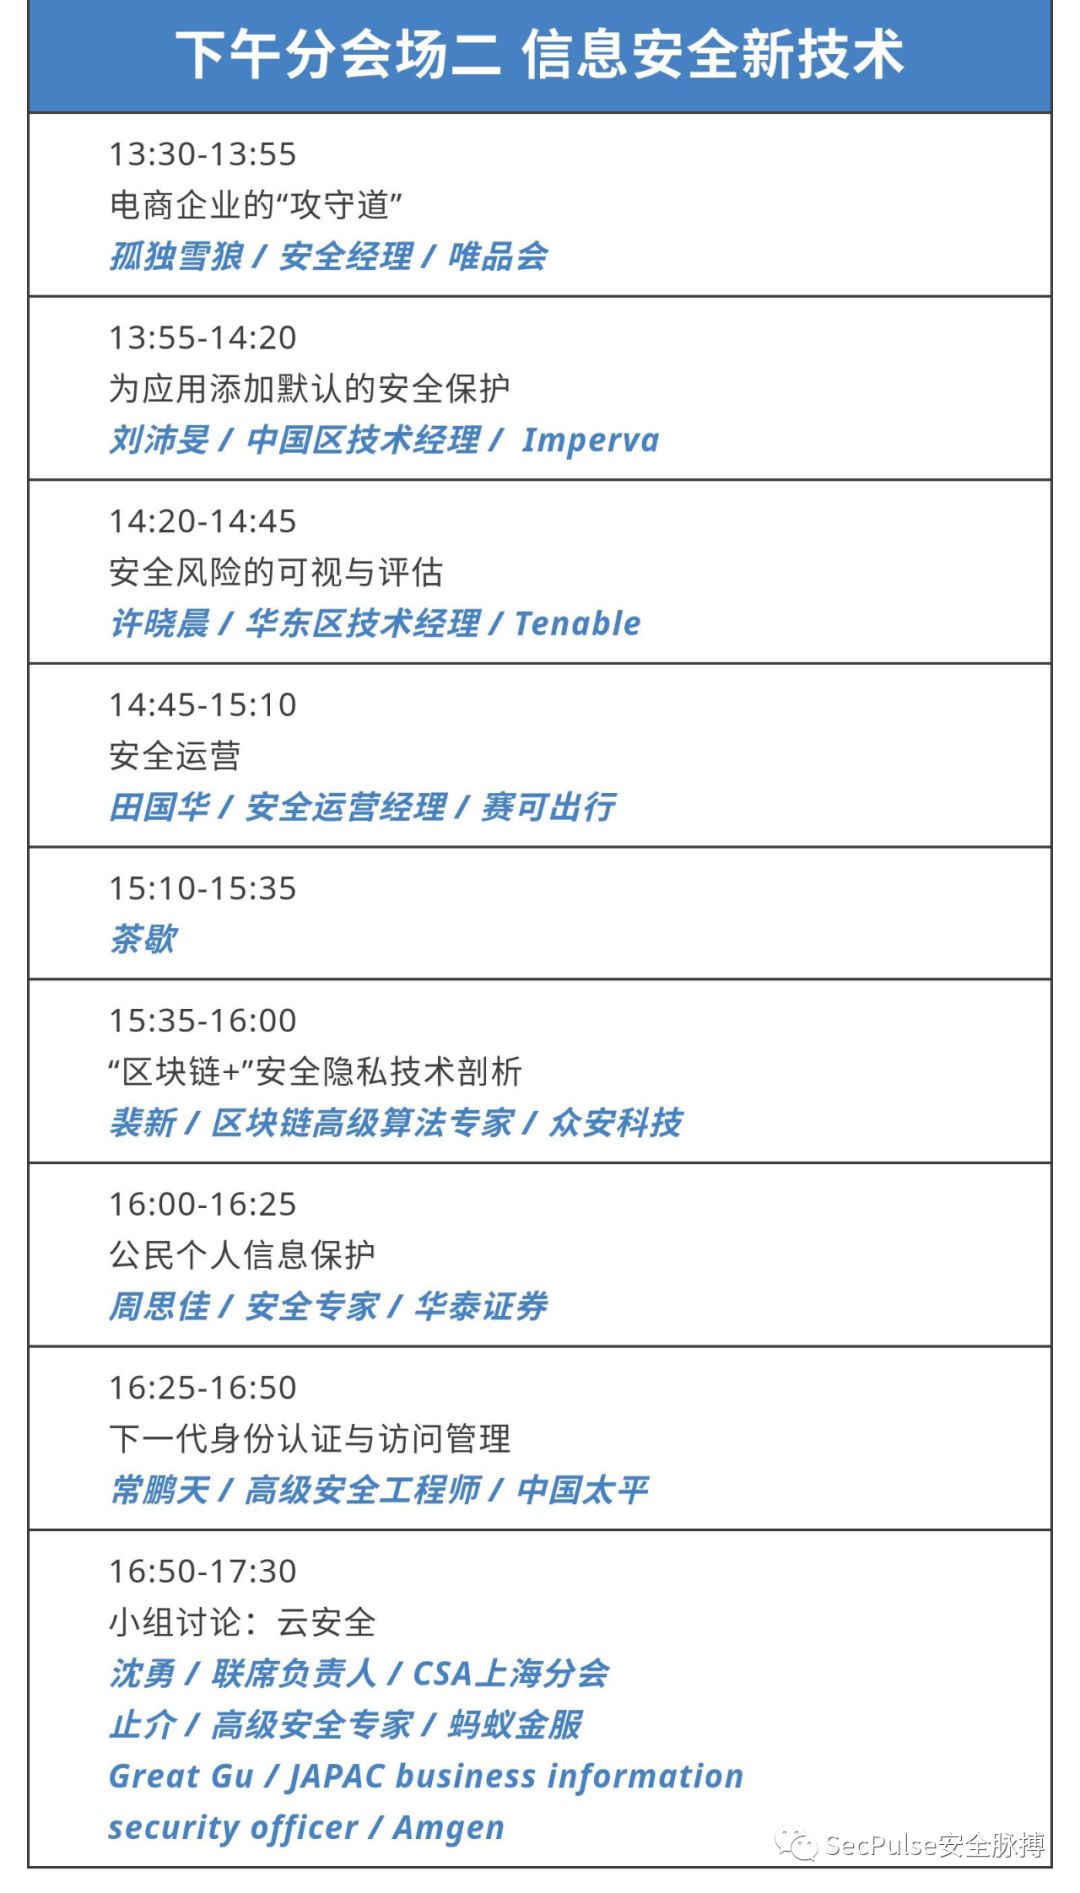 下午分会场二 信息安全新技术
13:30-13:55
电商企业的“攻守道”
孤独雪狼 / 安全经理 / 唯品会
13:55-14:20
为应用添加默认的安全保护
刘沛旻 / 中国区技术经理 / Imperva
14:20-14:45
安全风险的可视与评估
许晓晨 / 华东区技术经理 / Tenable
14:45-15:10
安全运营
田国华 / 安全运营经理 / 赛可出行
15:10-15:35
茶歇
15:35-16:00
“区块链+”安全隐私技术剖析
裴新 / 区块链高级算法专家 / 众安科技
16:00-16:25
公民个人信息保护
周思佳 / 安全专家 / 华泰证券
16:25-16:50
下一代身份认证与访问管理
常鹏天 / 高级安全工程师 / 中国太平
16:50-17:30
小组讨论：云安全
沈勇 / 联席负责人 / CSA上海分会
止介 / 高级安全专家 / 蚂蚁金服
Great Gu / JAPAC business information
security officer / Amgen
SecPulse安全脉搏